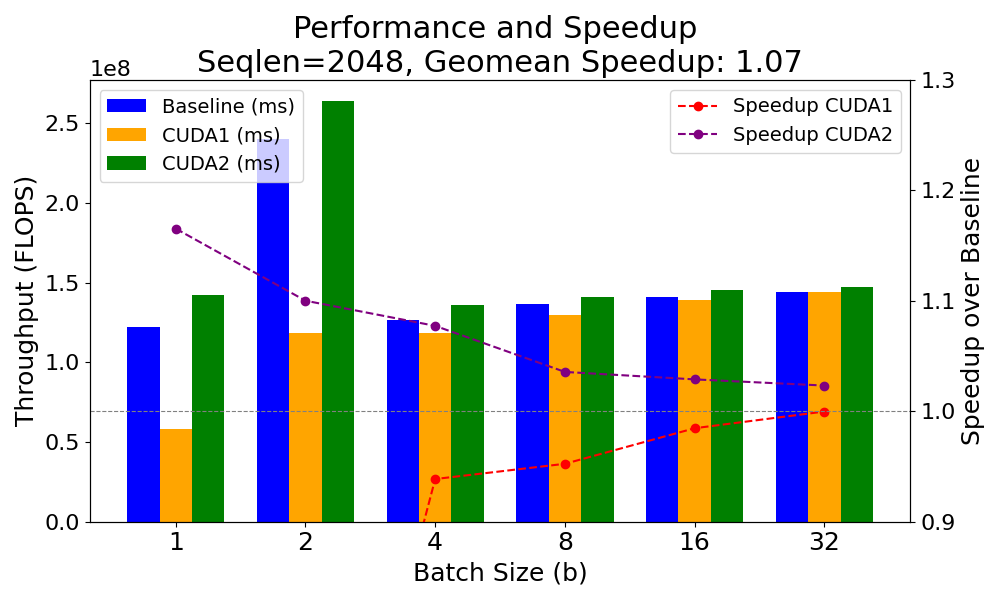 Performance and Speedup
Seqlen=2048, Geomean Speedup: 1.07
1e8
Baseline (ms)
CUDA1 (ms)
CUDA2 (ms)
Speedup CUDA1
Speedup CUDA2
Throughput (FLOPS)
2.5
2.0
1.5
1.0
0.5
0.0
1.3
1.2
1.1
1.0
0.9
Speedup over Baseline
1 2 4 8 16 32
Batch Size (b)